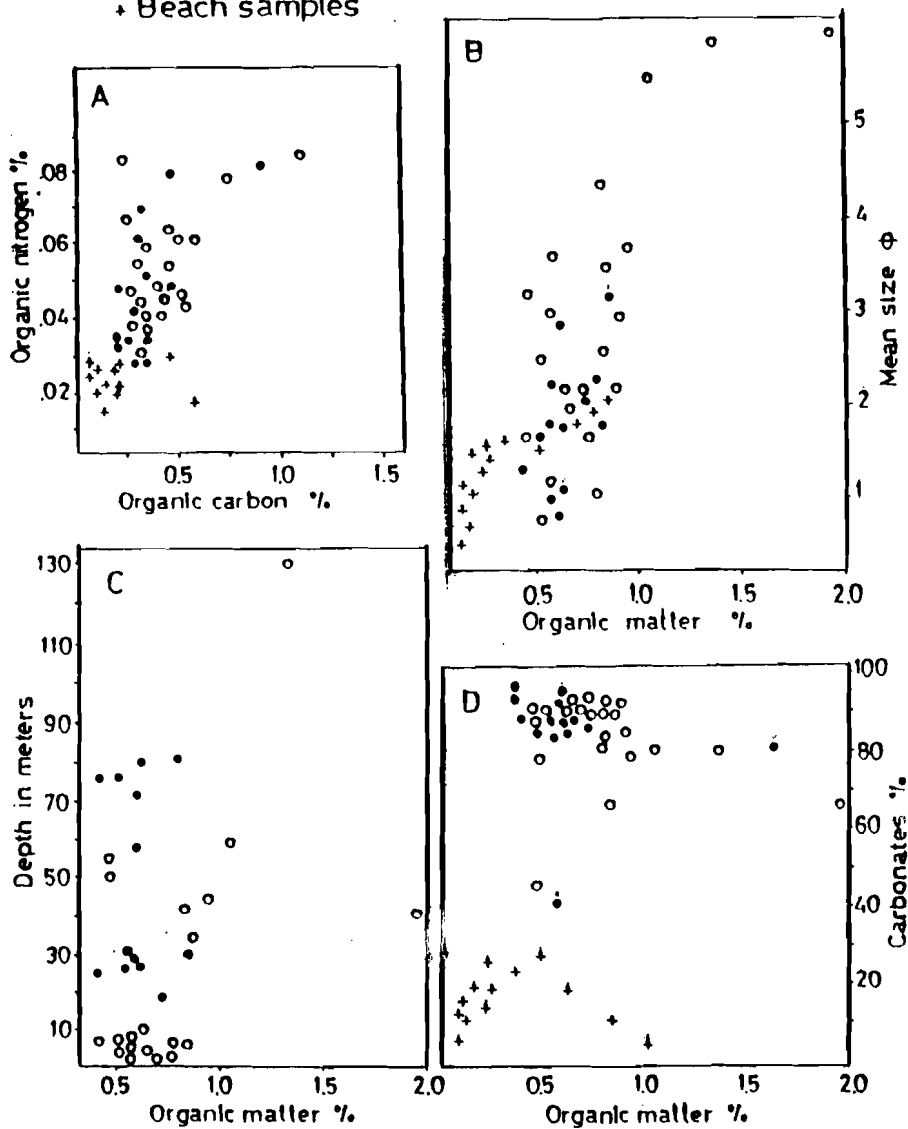 + Beach samples
A
Organic nitrogen %
.08
.06
.04
.02
0.5
1.0
1.5
Organic carbon %
B
5
4
3
2
1
Mean size Φ
0.5
1.0
1.5
2.0
Organic matter %
C
130
110
90
70
50
30
10
Depth in meters
0.5
1.0
1.5
2.0
Organic matter %
D
100
80
60
40
20
Carbonates %
0.5
1.0
1.5
2.0
Organic matter %